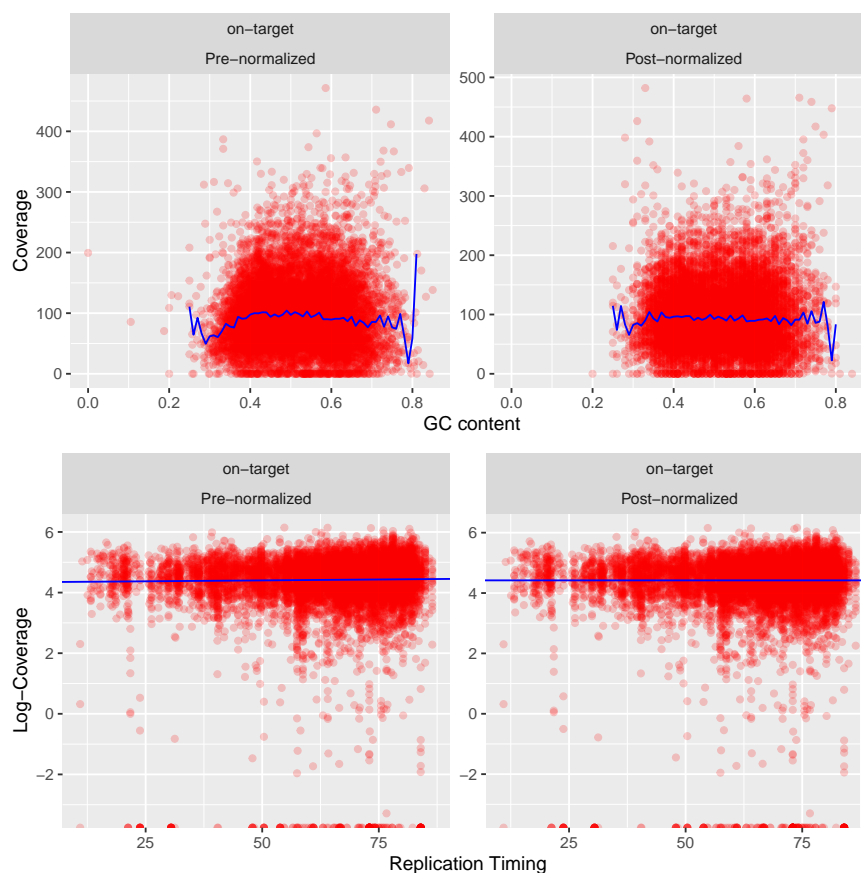 on−target
on−target
Pre−normalized
Post−normalized
Coverage
400
300
200
100
0
500
400
300
200
100
0
0.0 0.2 0.4 0.6 0.8
0.0 0.2 0.4 0.6 0.8
GC content
on−target
on−target
Pre−normalized
Post−normalized
Log−Coverage
6
4
2
0
−2
6
4
2
0
−2
25 50 75
25 50 75
Replication Timing